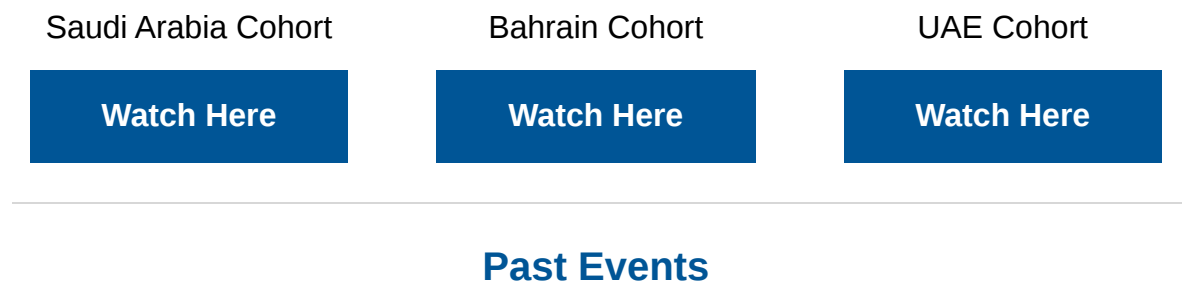 Saudi Arabia Cohort
Bahrain Cohort
UAE Cohort
Watch Here
Watch Here
Watch Here
Past Events